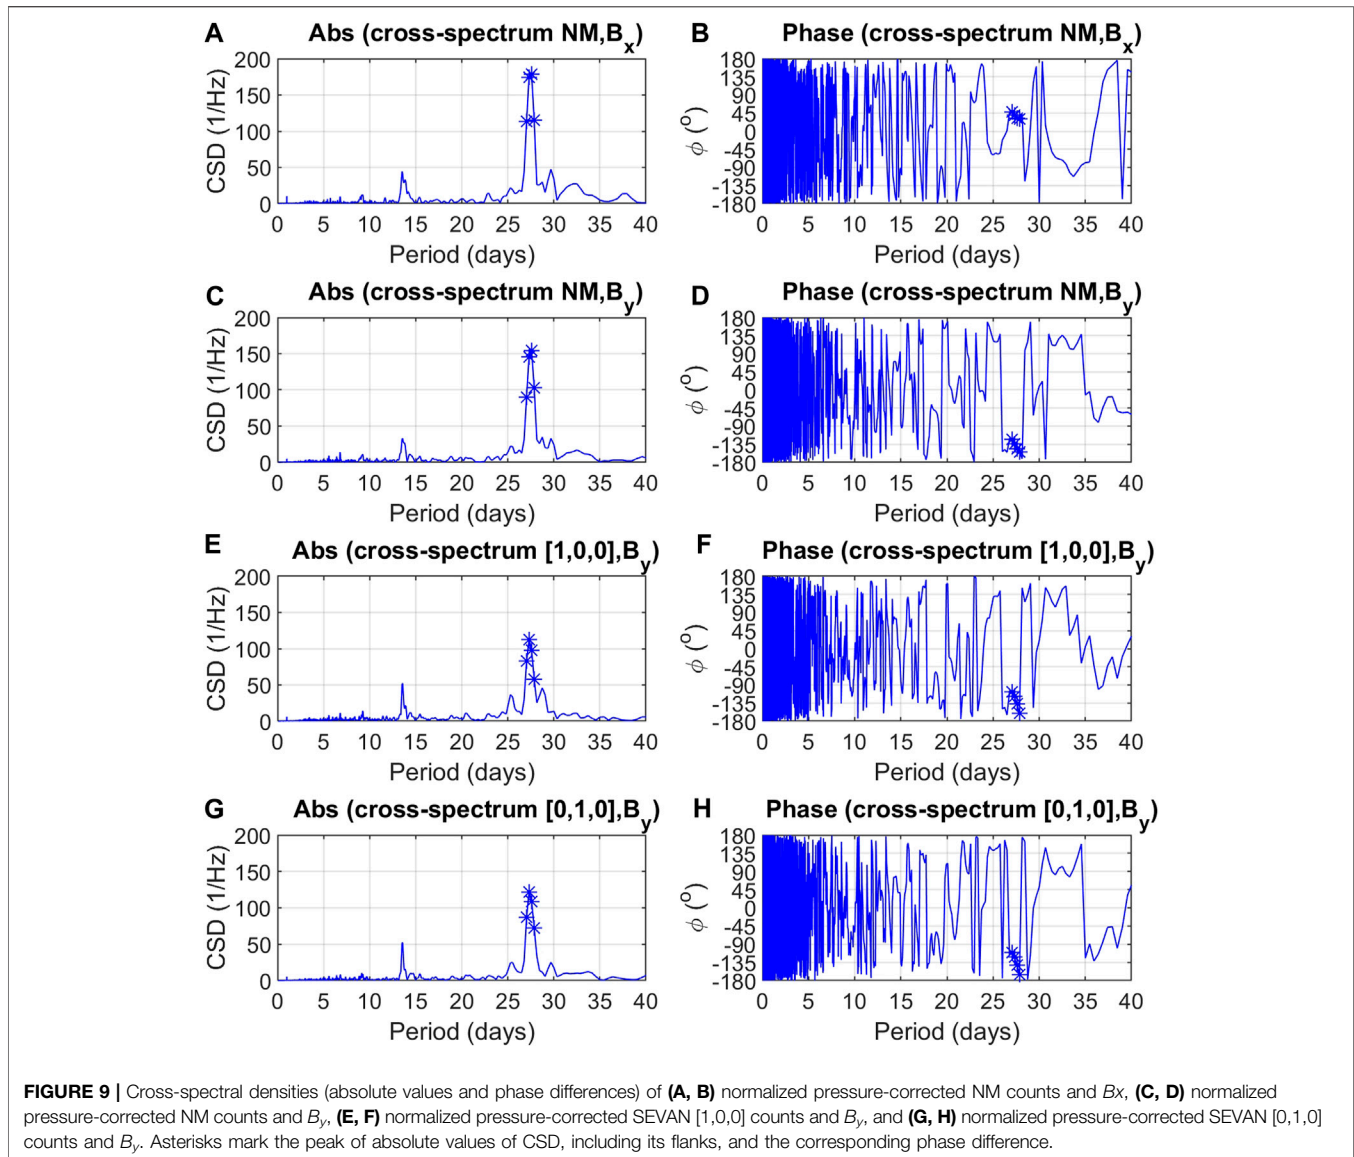 A Abs (cross-spectrum NM,Bx)
200
150
100
50
0
CSD (1/Hz)
0 5 10 15 20 25 30 35 40
Period (days)
B Phase (cross-spectrum NM,Bx)
180
135
90
45
0
-45
-90
-135
-180
ϕ (°)
0 5 10 15 20 25 30 35 40
Period (days)
C Abs (cross-spectrum NM,By)
200
150
100
50
0
CSD (1/Hz)
0 5 10 15 20 25 30 35 40
Period (days)
D Phase (cross-spectrum NM,By)
180
135
90
45
0
-45
-90
-135
-180
ϕ (°)
0 5 10 15 20 25 30 35 40
Period (days)
E Abs (cross-spectrum [1,0,0],By)
200
150
100
50
0
CSD (1/Hz)
0 5 10 15 20 25 30 35 40
Period (days)
F Phase (cross-spectrum [1,0,0],By)
180
135
90
45
0
-45
-90
-135
-180
ϕ (°)
0 5 10 15 20 25 30 35 40
Period (days)
G Abs (cross-spectrum [0,1,0],By)
200
150
100
50
0
CSD (1/Hz)
0 5 10 15 20 25 30 35 40
Period (days)
H Phase (cross-spectrum [0,1,0],By)
180
135
90
45
0
-45
-90
-135
-180
ϕ (°)
0 5 10 15 20 25 30 35 40
Period (days)
FIGURE 9 | Cross-spectral densities (absolute values and phase differences) of (A, B) normalized pressure-corrected NM counts and Bx, (C, D) normalized
pressure-corrected NM counts and By, (E, F) normalized pressure-corrected SEVAN [1,0,0] counts and By, and (G, H) normalized pressure-corrected SEVAN [0,1,0]
counts and By. Asterisks mark the peak of absolute values of CSD, including its flanks, and the corresponding phase difference.